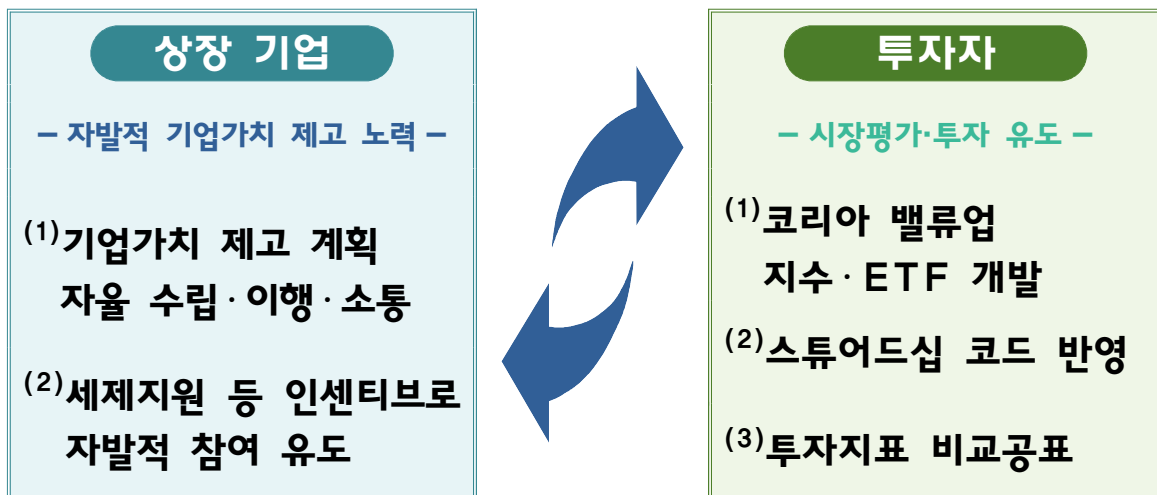 상장 기업
– 자발적 기업가치 제고 노력 –
(1)기업가치 제고 계획
자율 수립·이행·소통
(2)세제지원 등 인센티브로
자발적 참여 유도
투자자
– 시장평가·투자 유도 –
(1)코리아 밸류업
지수·ETF 개발
(2)스튜어드십 코드 반영
(3)투자지표 비교공표